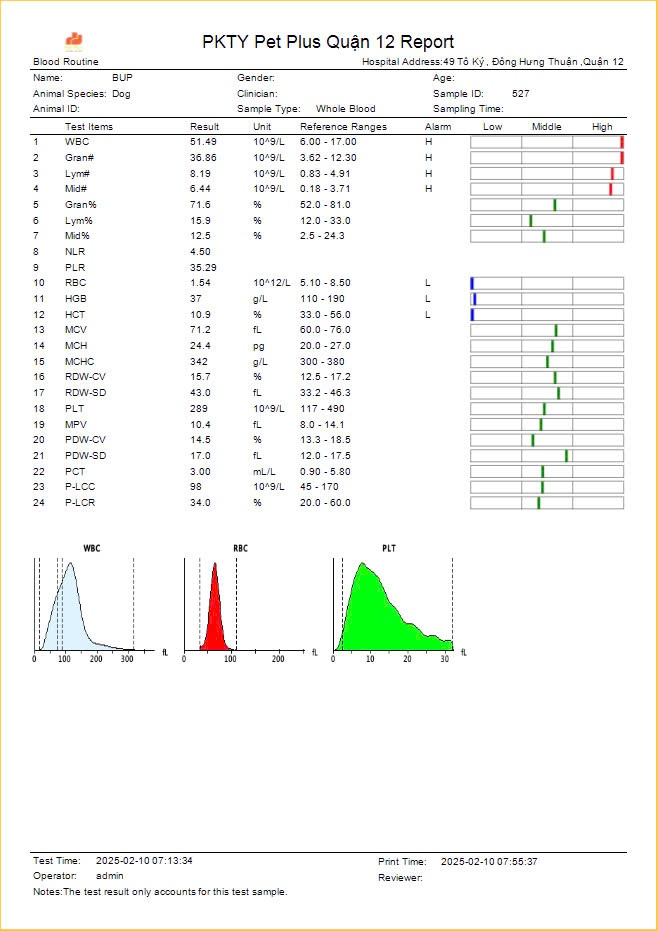 PKTY Pet Plus Quận 12 Report
Blood Routine Hospital Address:49 Tô Ký , Đông Hưng Thuận ,Quận 12
Name: BUP Gender: Age:
Animal Species: Dog Clinician: Sample ID: 527
Animal ID: Sample Type: Whole Blood Sampling Time:
Test Items Result Unit Reference Ranges Alarm Low Middle High
1 WBC 51.49 10^9/L 6.00 - 17.00 H
2 Gran# 36.86 10^9/L 3.62 - 12.30 H
3 Lym# 8.19 10^9/L 0.83 - 4.91 H
4 Mid# 6.44 10^9/L 0.18 - 3.71 H
5 Gran% 71.6 % 52.0 - 81.0
6 Lym% 15.9 % 12.0 - 33.0
7 Mid% 12.5 % 2.5 - 24.3
8 NLR 4.50
9 PLR 35.29
10 RBC 1.54 10^12/L 5.10 - 8.50 L
11 HGB 37 g/L 110 - 190 L
12 HCT 10.9 % 33.0 - 56.0 L
13 MCV 71.2 fL 60.0 - 76.0
14 MCH 24.4 pg 20.0 - 27.0
15 MCHC 342 g/L 300 - 380
16 RDW-CV 15.7 % 12.5 - 17.2
17 RDW-SD 43.0 fL 33.2 - 46.3
18 PLT 289 10^9/L 117 - 490
19 MPV 10.4 fL 8.0 - 14.1
20 PDW-CV 14.5 % 13.3 - 18.5
21 PDW-SD 17.0 fL 12.0 - 17.5
22 PCT 3.00 mL/L 0.90 - 5.80
23 P-LCC 98 10^9/L 45 - 170
24 P-LCR 34.0 % 20.0 - 60.0
WBC RBC PLT
0 100 200 300 fL 0 100 200 fL 0 10 20 30 fL
Test Time: 2025-02-10 07:13:34 Print Time: 2025-02-10 07:55:37
Operator: admin Reviewer:
Notes:The test result only accounts for this test sample.